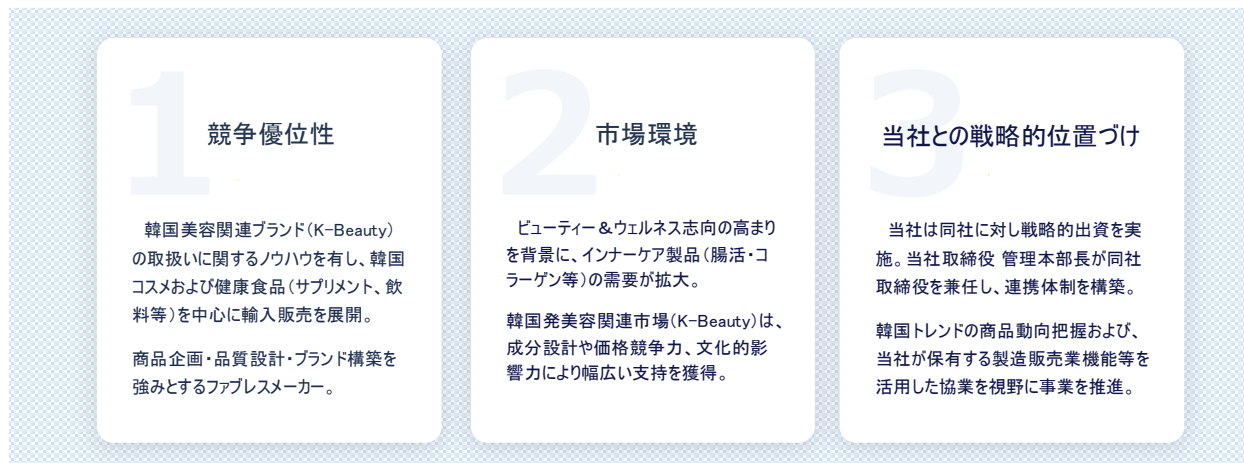 1
競争優位性
韓国美容関連ブランド(K-Beauty)
の取扱いに関するノウハウを有し、韓国
コスメおよび健康食品(サプリメント、飲
料等)を中心に輸入販売を展開。
商品企画・品質設計・ブランド構築を
強みとするファブレスメーカー。
2
市場環境
ビューティー&ウェルネス志向の高まり
を背景に、インナーケア製品(腸活・コ
ラーゲン等)の需要が拡大。
韓国発美容関連市場(K-Beauty)は、
成分設計や価格競争力、文化的影
響力により幅広い支持を獲得。
3
当社との戦略的位置づけ
当社は同社に対し戦略的出資を実
施。当社取締役 管理本部長が同社
取締役を兼任し、連携体制を構築。
韓国トレンドの商品動向把握および、
当社が保有する製造販売業機能等を
活用した協業を視野に事業を推進。